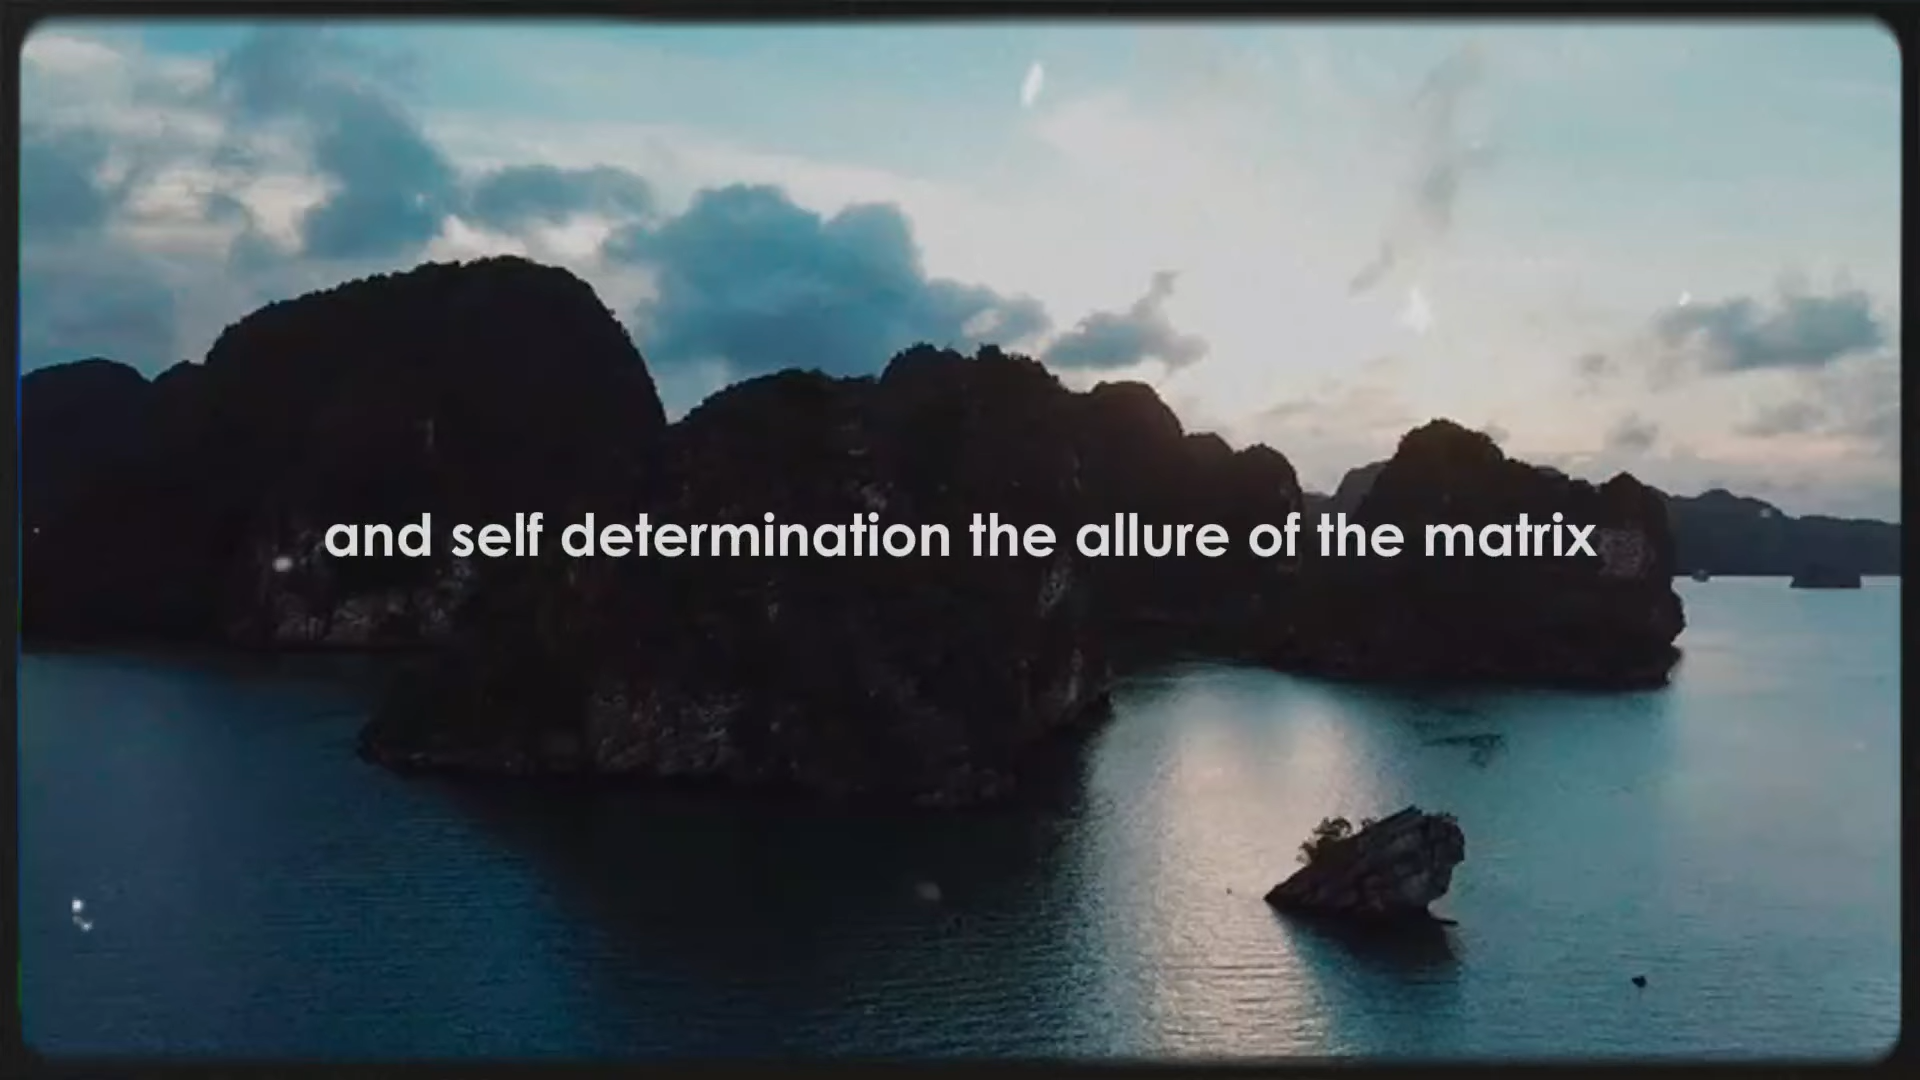 and self determination the allure of the matrix